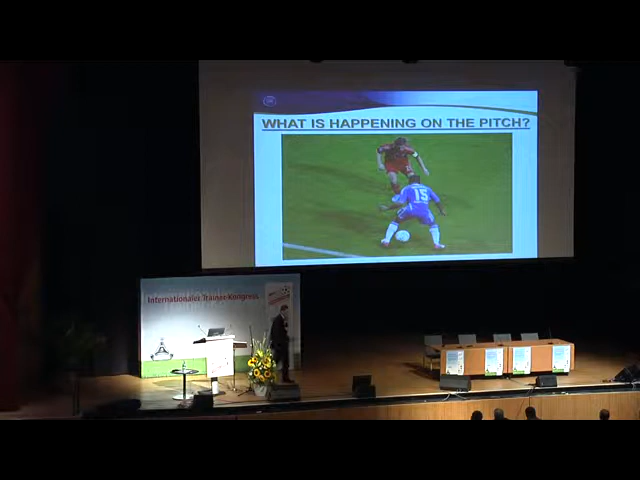 WHAT IS HAPPENING ON THE PITCH?
15
Internationaler Trainer-Kongress